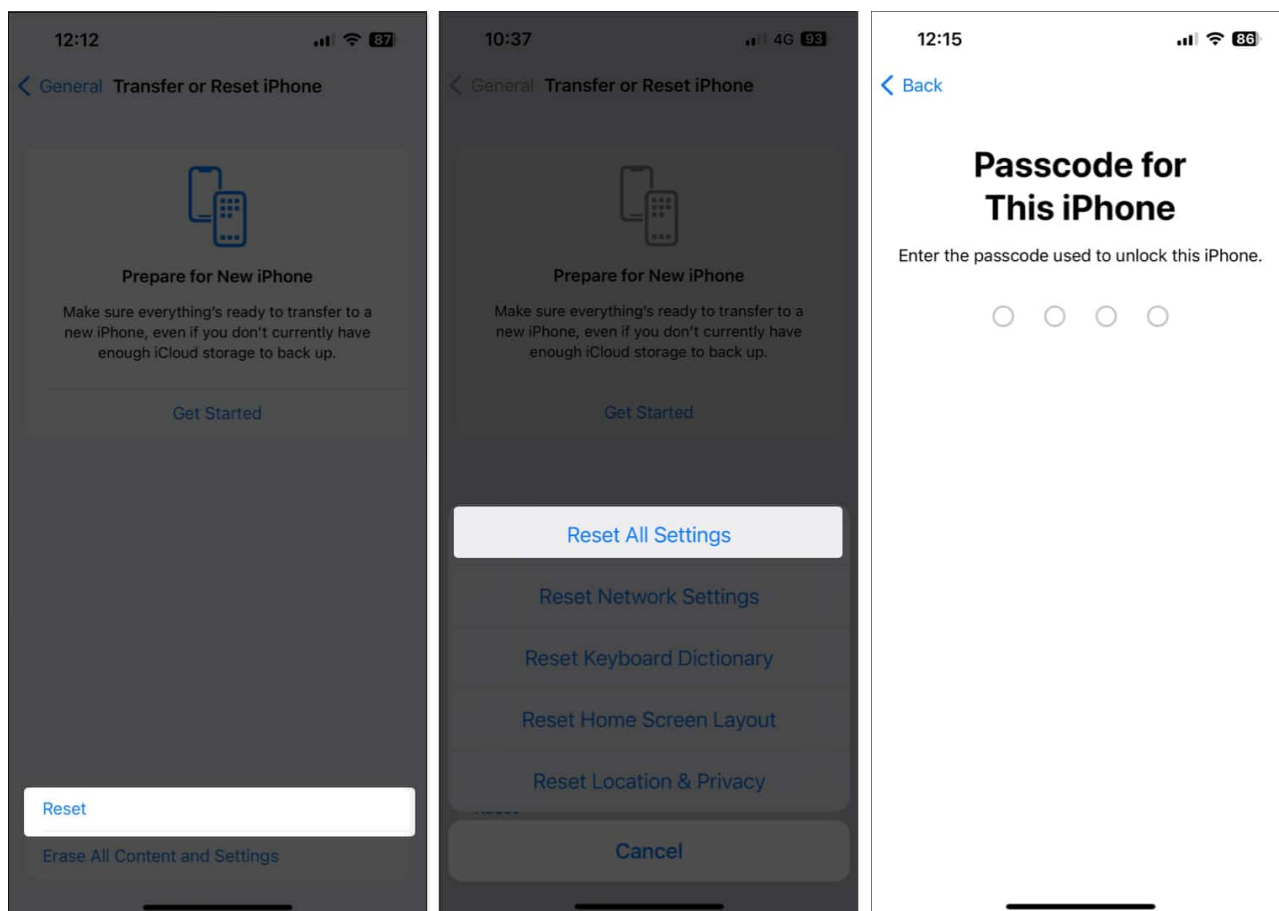 12:12
87
General Transfer or Reset iPhone
Prepare for New iPhone
Make sure everything's ready to transfer to a
new iPhone, even if you don't currently have
enough iCloud storage to back up.
Get Started
Reset
Erase All Content and Settings
10:37
4G 93
General Transfer or Reset iPhone
Prepare for New iPhone
Make sure everything's ready to transfer to a
new iPhone, even if you don't currently have
enough iCloud storage to back up.
Get Started
Reset All Settings
Reset Network Settings
Reset Keyboard Dictionary
Reset Home Screen Layout
Reset Location & Privacy
Cancel
12:15
86
Back
Passcode for
This iPhone
Enter the passcode used to unlock this iPhone.